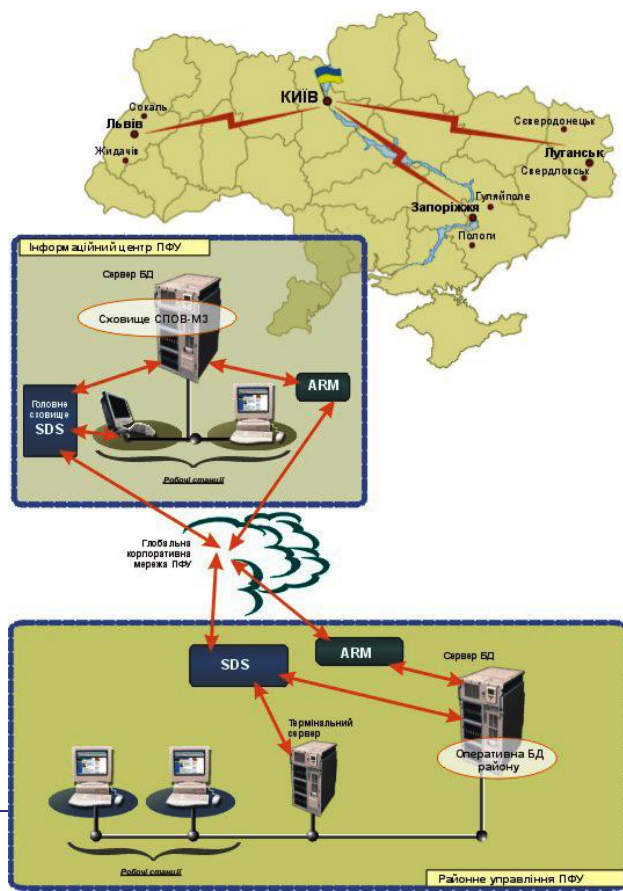 КИЇВ
Сокаль
Львів
Жидачів
Сєверодонецьк
Луганськ
Свердловськ
Гуляйполе
Запоріжжя
Пологи
Інформаційний центр ПФУ
Сервер БД
Сховище СПОВ-МЗ
ARM
Головне
сховище
SDS
Робочі станції
Глобальна
корпоративна
мережа ПФУ
SDS
ARM
Сервер БД
Термінальний
сервер
Оперативна БД
району
Робочі станції
Районне управління ПФУ